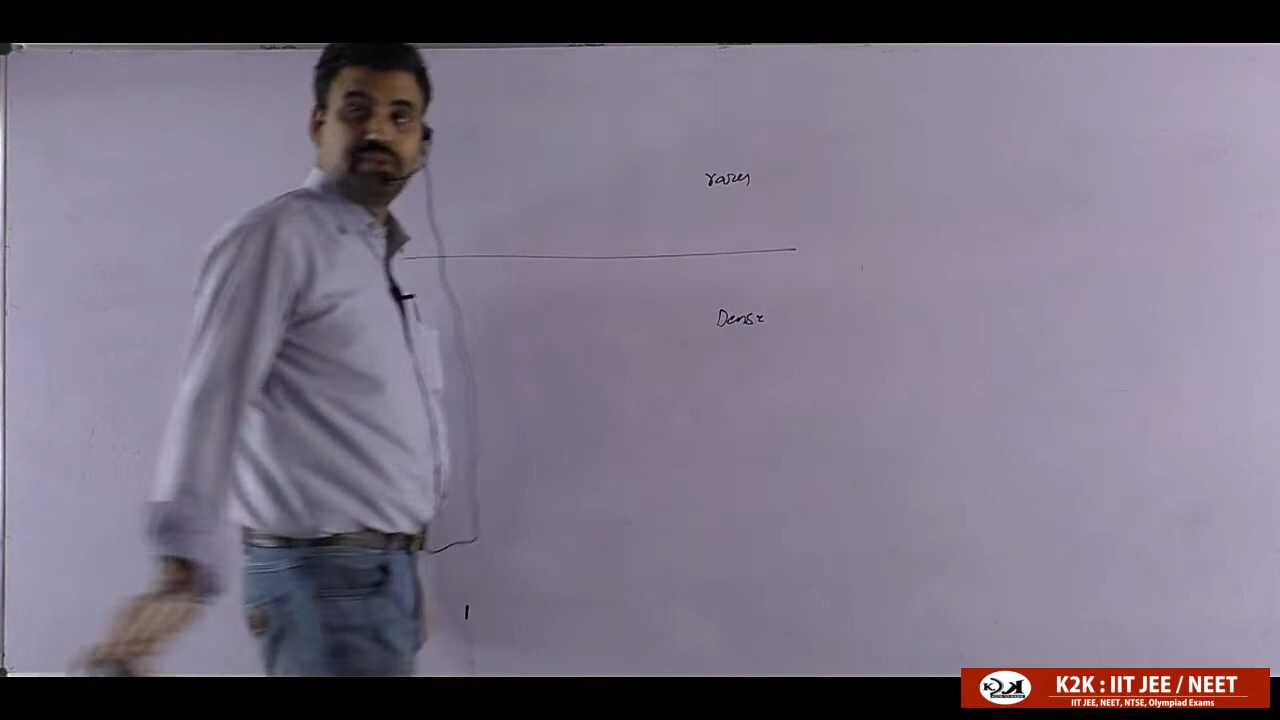 rarer
Dense
K2K : IIT JEE / NEET
IIT JEE, NEET, NTSE, Olympiad Exams